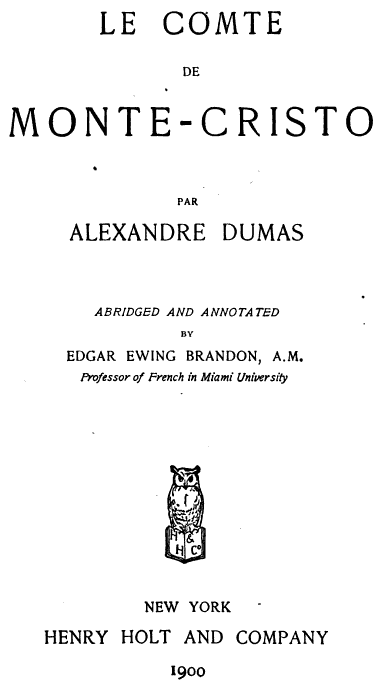 LE COMTE
DE
MONTE-CRISTO
PAR
ALEXANDRE DUMAS
ABRIDGED AND ANNOTATED
BY
EDGAR EWING BRANDON, A.M.
Professor of French in Miami University
H &
H Co
NEW YORK
HENRY HOLT AND COMPANY
1900